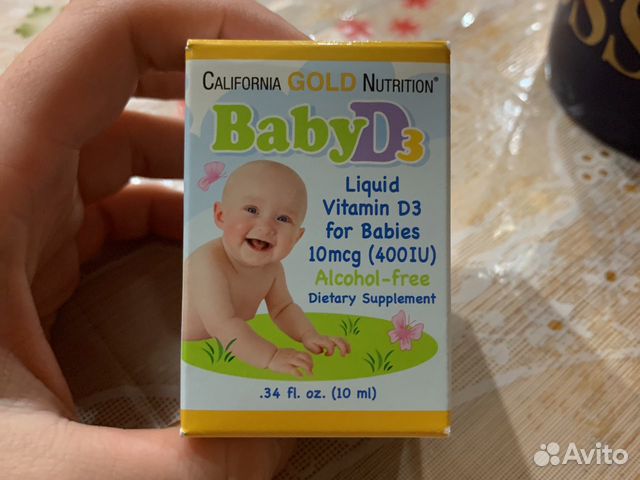 CALIFORNIA GOLD NUTRITION®
BabyD3
Liquid
Vitamin D3
for Babies
10mcg (400IU)
Alcohol-free
Dietary Supplement
.34 fl. oz. (10 ml)
Avito